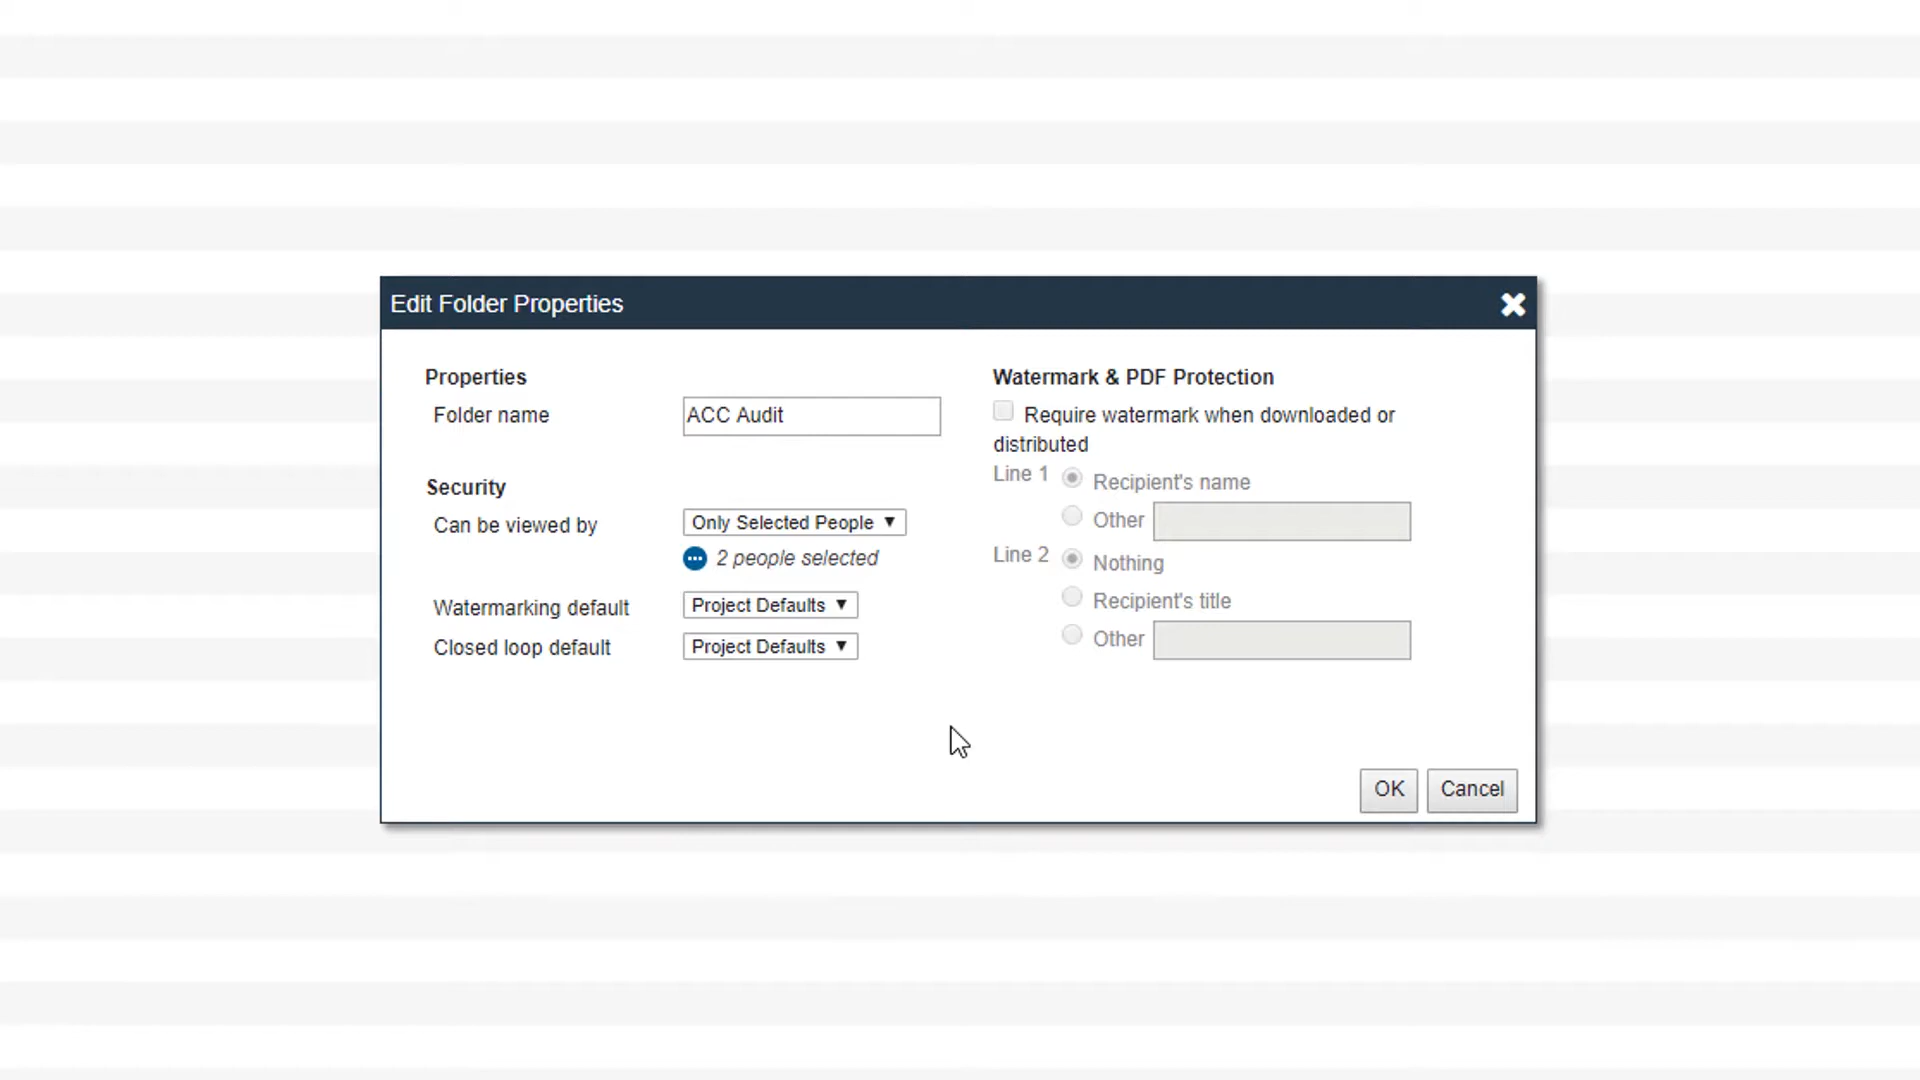 Edit Folder Properties
Properties
Folder name
ACC Audit
Security
Can be viewed by
Only Selected People
2 people selected
Watermarking default
Project Defaults
Closed loop default
Project Defaults
Watermark & PDF Protection
Require watermark when downloaded or
distributed
Line 1
Recipient's name
Other
Line 2
Nothing
Recipient's title
Other
OK
Cancel